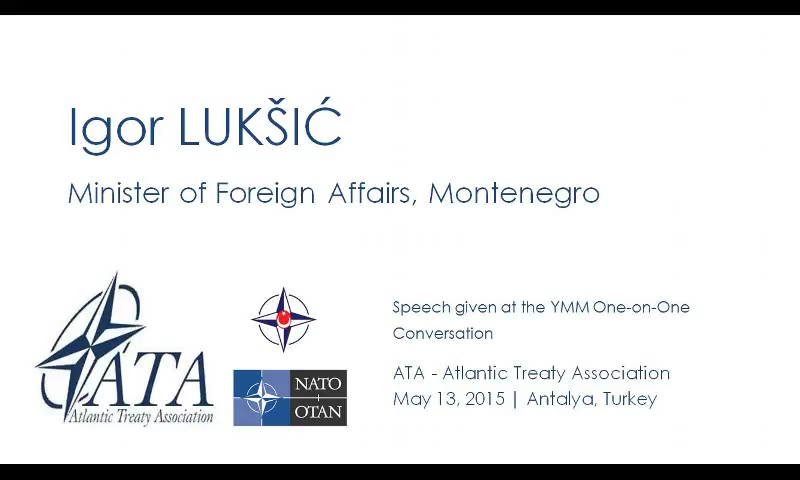 Igor LUKŠIĆ
Minister of Foreign Affairs, Montenegro
ATA
Atlantic Treaty Association
NATO
OTAN
Speech given at the YMM One-on-One
Conversation
ATA - Atlantic Treaty Association
May 13, 2015 | Antalya, Turkey